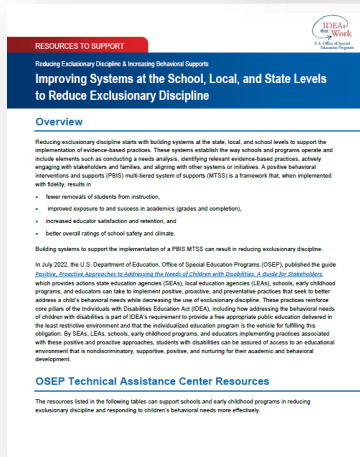 IDEAs
that
Work
U.S. Office of Special
Education Programs
RESOURCES TO SUPPORT
Reducing Exclusionary Discipline & Increasing Behavioral Supports
Improving Systems at the School, Local, and State Levels
to Reduce Exclusionary Discipline
Overview
Reducing exclusionary discipline starts with building systems at the state, local, and school levels to support the
implementation of evidence-based practices. These systems establish the way schools and programs operate and
include elements such as conducting a needs analysis, identifying relevant evidence-based practices, actively
engaging with stakeholders and families, and aligning with other systems or initiatives. A positive behavioral
interventions and supports (PBIS) multi-tiered system of supports (MTSS) is a framework that, when implemented
with fidelity, results in
• fewer removals of students from instruction,
• improved exposure to and success in academics (grades and completion),
• increased educator satisfaction and retention, and
• better overall ratings of school safety and climate.
Building systems to support the implementation of a PBIS MTSS can result in reducing exclusionary discipline.
In July 2022, the U.S. Department of Education, Office of Special Education Programs (OSEP), published the guide
Positive, Proactive Approaches to Addressing the Needs of Children with Disabilities: A Guide for Stakeholders,
which provides actions state education agencies (SEAs), local education agencies (LEAs), schools, early childhood
programs, and educators can take to implement positive, proactive, and preventative practices that seek to better
address a child's behavioral needs while decreasing the use of exclusionary discipline. These practices reinforce
core pillars of the Individuals with Disabilities Education Act (IDEA), including how addressing the behavioral needs
of children with disabilities is part of IDEA's requirement to provide a free appropriate public education delivered in
the least restrictive environment and that the individualized education program is the vehicle for fulfilling this
obligation. By SEAs, LEAs, schools, early childhood programs, and educators implementing practices associated
with these positive and proactive approaches, students with disabilities can be assured of access to an educational
environment that is nondiscriminatory, supportive, positive, and nurturing for their academic and behavioral
development.
OSEP Technical Assistance Center Resources
The resources listed in the following tables can support schools and early childhood programs in reducing
exclusionary discipline and responding to children's behavioral needs more effectively.